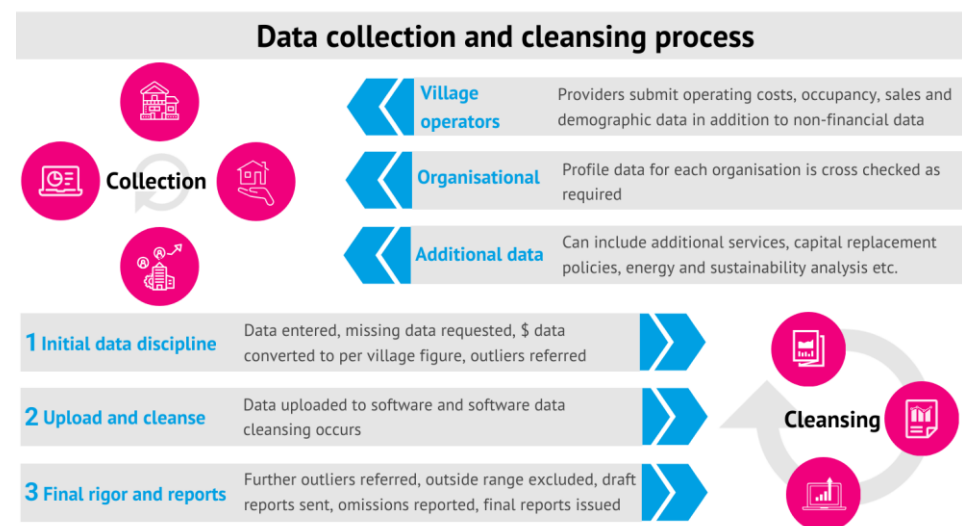 Data collection and cleansing process
Collection
Village
operators
Providers submit operating costs, occupancy, sales and
demographic data in addition to non-financial data
Organisational
Profile data for each organisation is cross checked as
required
Additional data
Can include additional services, capital replacement
policies, energy and sustainability analysis etc.
1 Initial data discipline
Data entered, missing data requested, $ data
converted to per village figure, outliers referred
2 Upload and cleanse
Data uploaded to software and software data
cleansing occurs
3 Final rigor and reports
Further outliers referred, outside range excluded, draft
reports sent, omissions reported, final reports issued
Cleansing